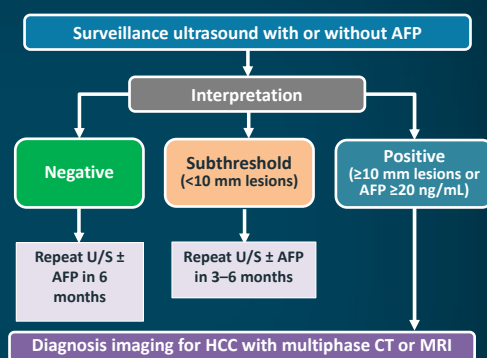 Surveillance ultrasound with or without AFP
Interpretation
Negative
Subthreshold
(<10 mm lesions)
Positive
(≥10 mm lesions or
AFP ≥20 ng/mL)
Repeat U/S ±
AFP in 6
months
Repeat U/S ± AFP
in 3–6 months
Diagnosis imaging for HCC with multiphase CT or MRI